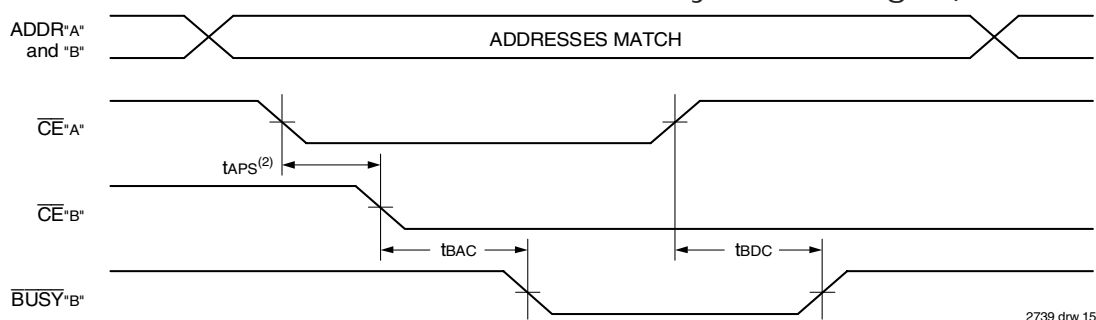 ADDR"A"
and "B"
ADDRESSES MATCH
CE"A"
tAPS(2)
CE"B"
tBAC
tBDC
BUSY"B"
2739 drw 15